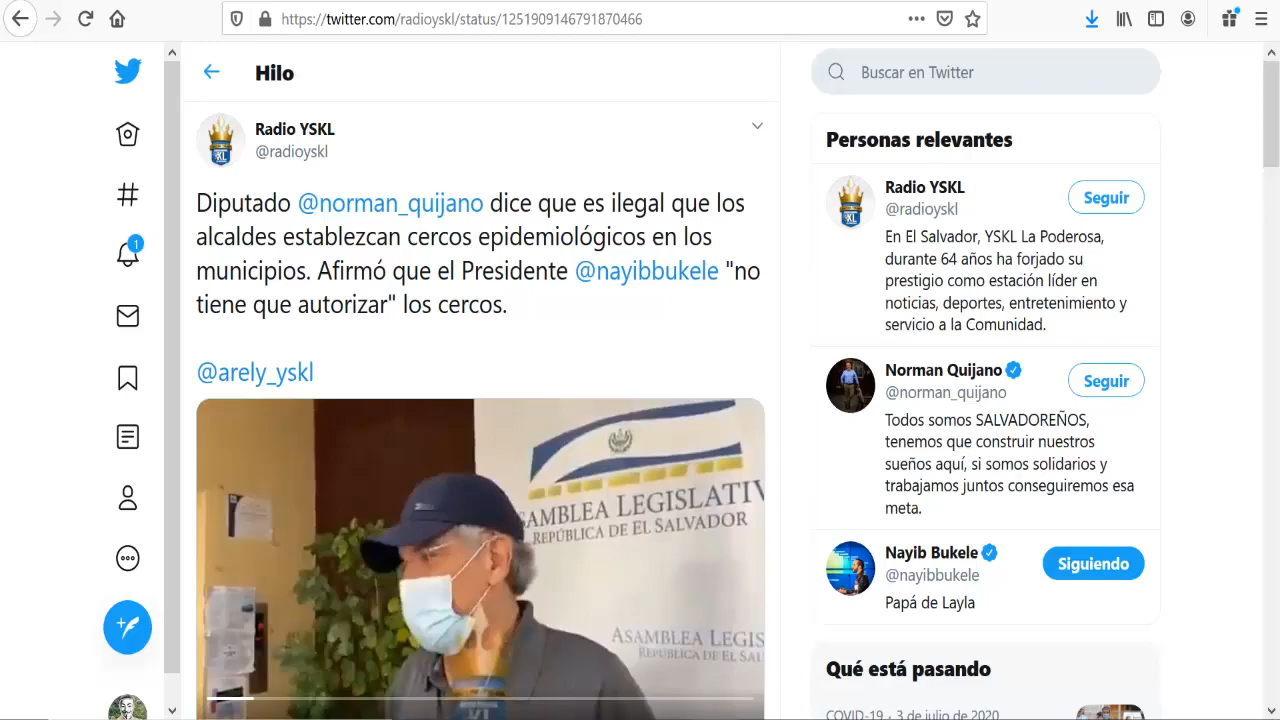 https://twitter.com/radioyskl/status/1251909146791870466
Hilo
Radio YSKL
@radioyskl
Diputado @norman_quijano dice que es ilegal que los
alcaldes establezcan cercos epidemiológicos en los
municipios. Afirmó que el Presidente @nayibbukele "no
tiene que autorizar" los cercos.
@arely_yskl
ASAMBLEA LEGISLATIV
REPÚBLICA DE EL SALVADOR
ASAMBLEA LEGIS
REPÚBLICA DE EL SAL
KL
1
Buscar en Twitter
Personas relevantes
Radio YSKL
@radioyskl
Seguir
En El Salvador, YSKL La Poderosa,
durante 64 años ha forjado su
prestigio como estación líder en
noticias, deportes, entretenimiento y
servicio a la Comunidad.
Norman Quijano
@norman_quijano
Seguir
Todos somos SALVADOREÑOS,
tenemos que construir nuestros
sueños aquí, si somos solidarios y
trabajamos juntos conseguiremos esa
meta.
Nayib Bukele
@nayibbukele
Siguiendo
Papá de Layla
Qué está pasando
COVID-19 · 3 de julio de 2020